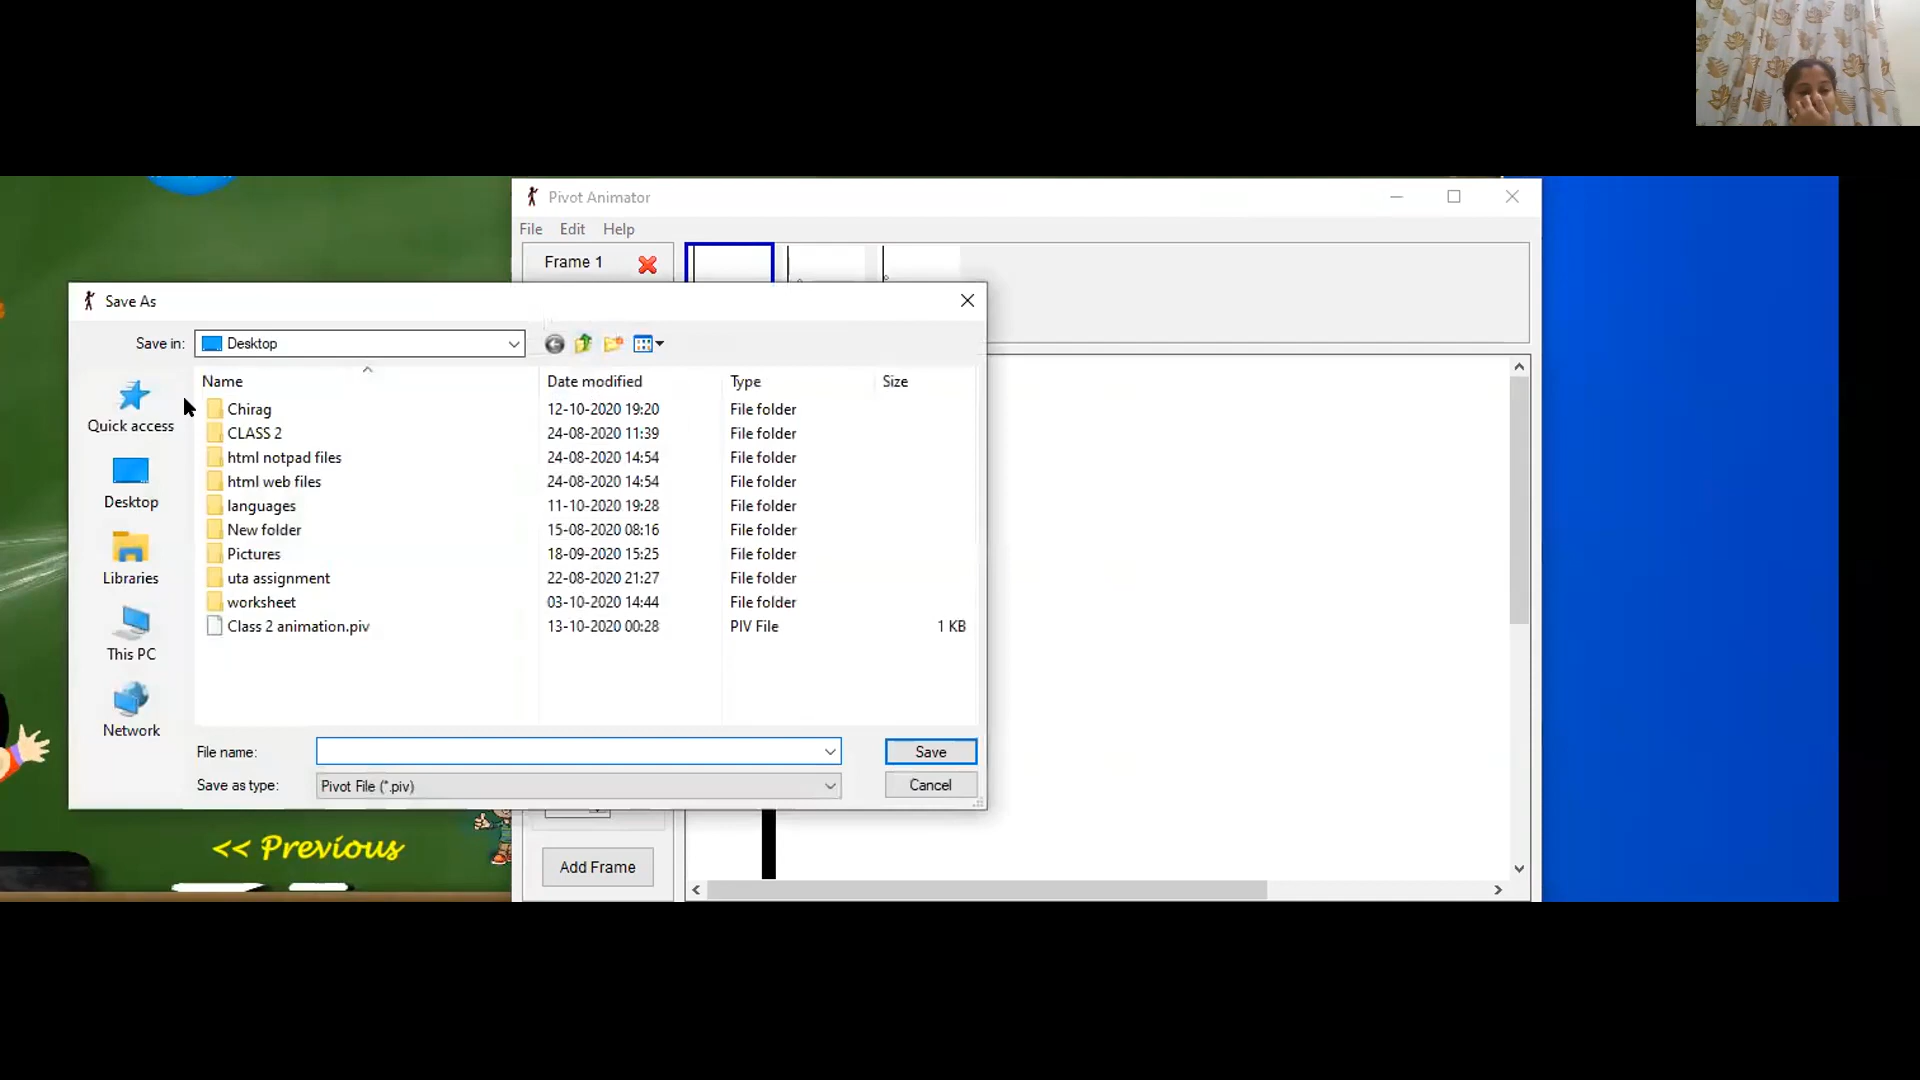 Pivot Animator
File Edit Help
Frame 1
Save As
Save in: Desktop
Name Date modified Type Size
Quick access
Desktop
Libraries
This PC
Network
Chirag 12-10-2020 19:20 File folder
CLASS 2 24-08-2020 11:39 File folder
html notpad files 24-08-2020 14:54 File folder
html web files 24-08-2020 14:54 File folder
languages 11-10-2020 19:28 File folder
New folder 15-08-2020 08:16 File folder
Pictures 18-09-2020 15:25 File folder
uta assignment 22-08-2020 21:27 File folder
worksheet 03-10-2020 14:44 File folder
Class 2 animation.piv 13-10-2020 00:28 PIV File 1 KB
File name: Save
Save as type: Pivot File (*.piv) Cancel
<< Previous
Add Frame